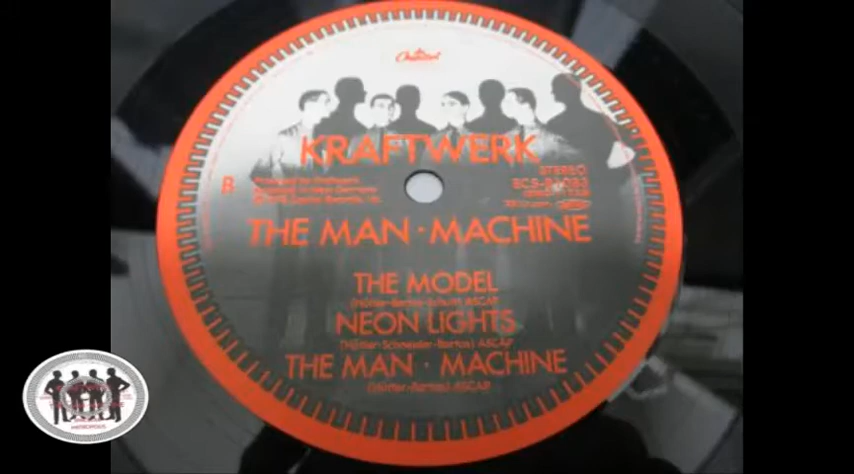 Capitol
KRAFTWERK
B
STEREO
THE MAN · MACHINE
THE MODEL
(Hütter-Bartos-Schult) ASCAP
NEON LIGHTS
(Hütter-Schneider-Bartos) ASCAP
THE MAN · MACHINE
(Hütter-Bartos) ASCAP
METROPOLIS